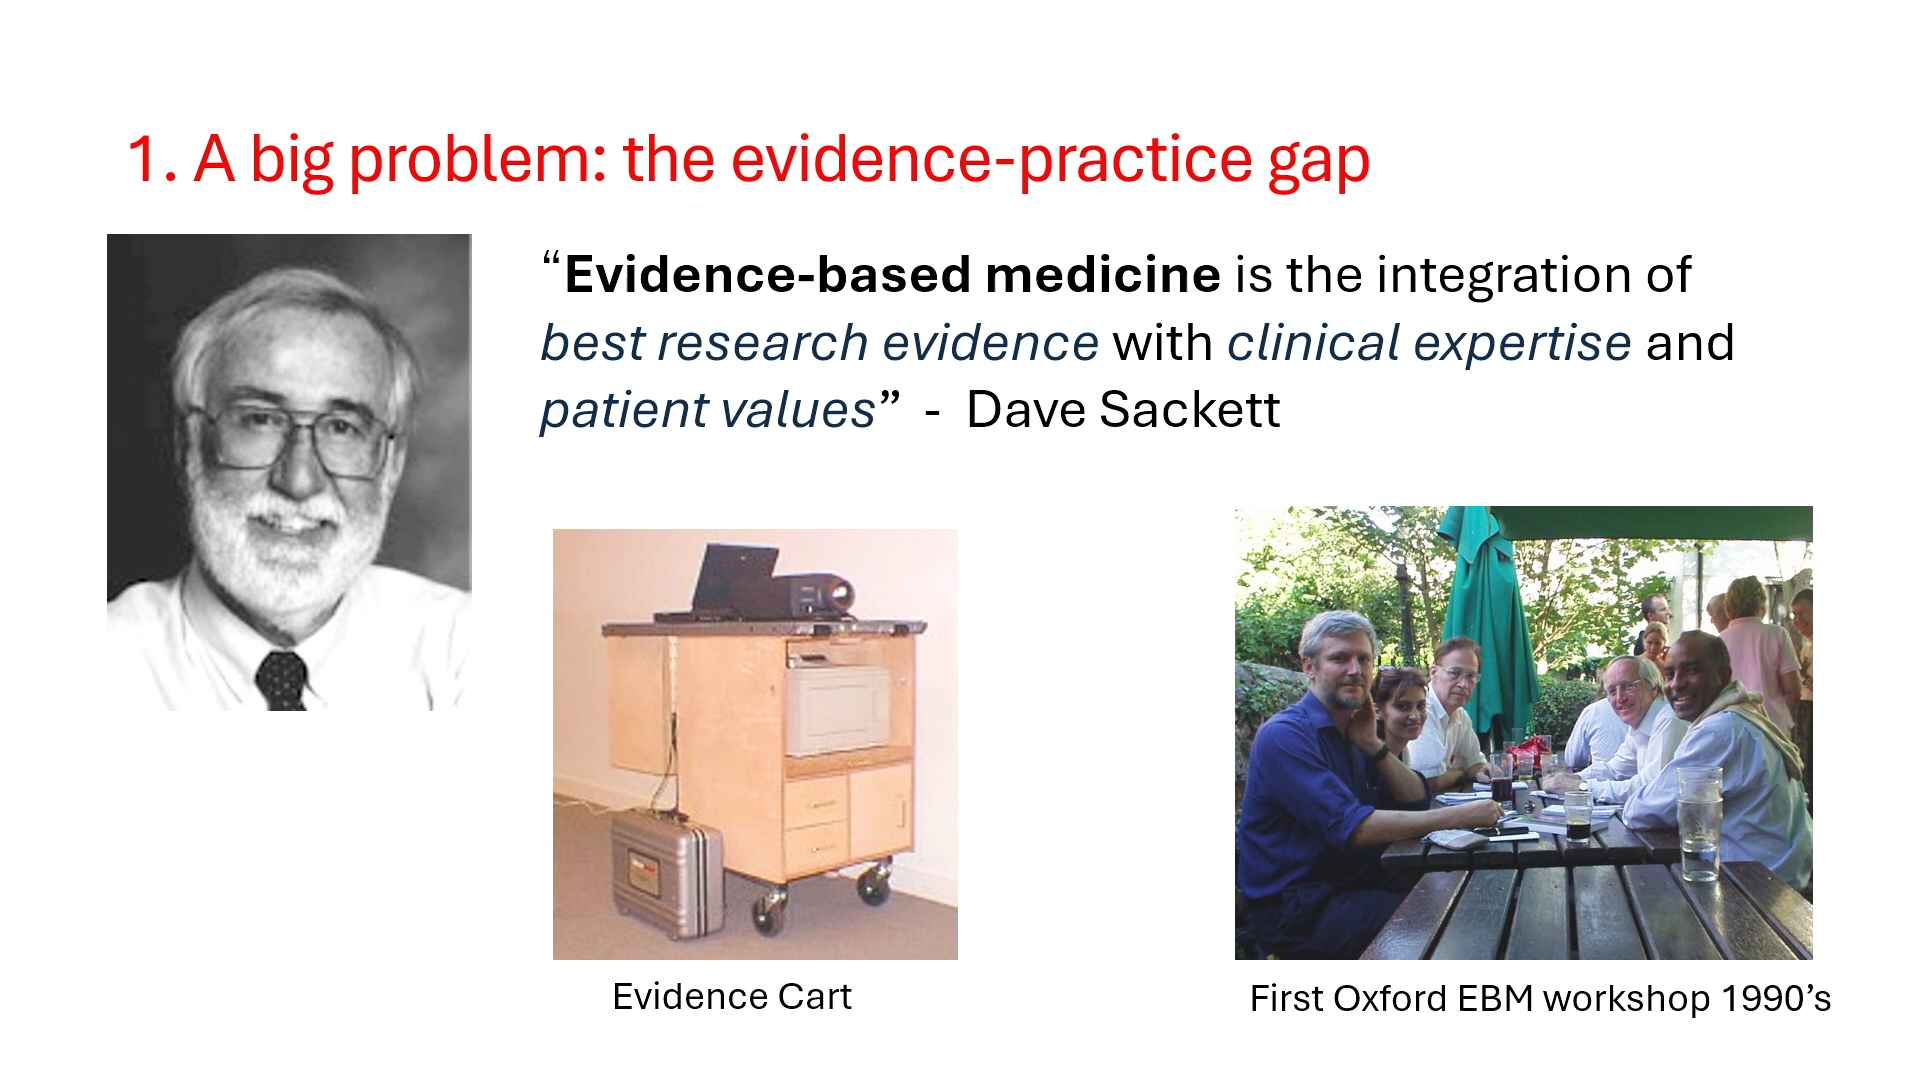 1. A big problem: the evidence-practice gap
“Evidence-based medicine is the integration of
best research evidence with clinical expertise and
patient values” - Dave Sackett
Evidence Cart
First Oxford EBM workshop 1990’s